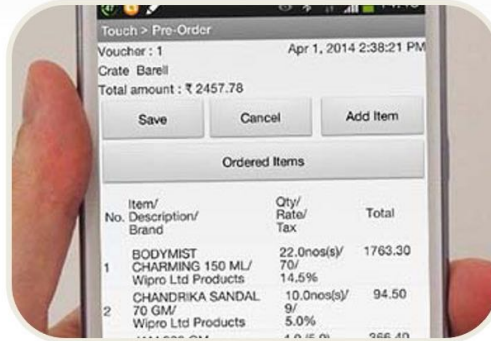 Touch > Pre-Order
Voucher : 1 Apr 1, 2014 2:38:21 PM
Crate Barell
Total amount : ₹ 2457.78
Save Cancel Add Item
Ordered Items
No. Item/ Description/ Brand Qty/ Rate/ Tax Total
1 BODYMIST CHARMING 150 ML/ Wipro Ltd Products 22.0nos(s)/ 70/ 14.5% 1763.30
2 CHANDRIKA SANDAL 70 GM/ Wipro Ltd Products 10.0nos(s)/ 9/ 5.0% 94.50